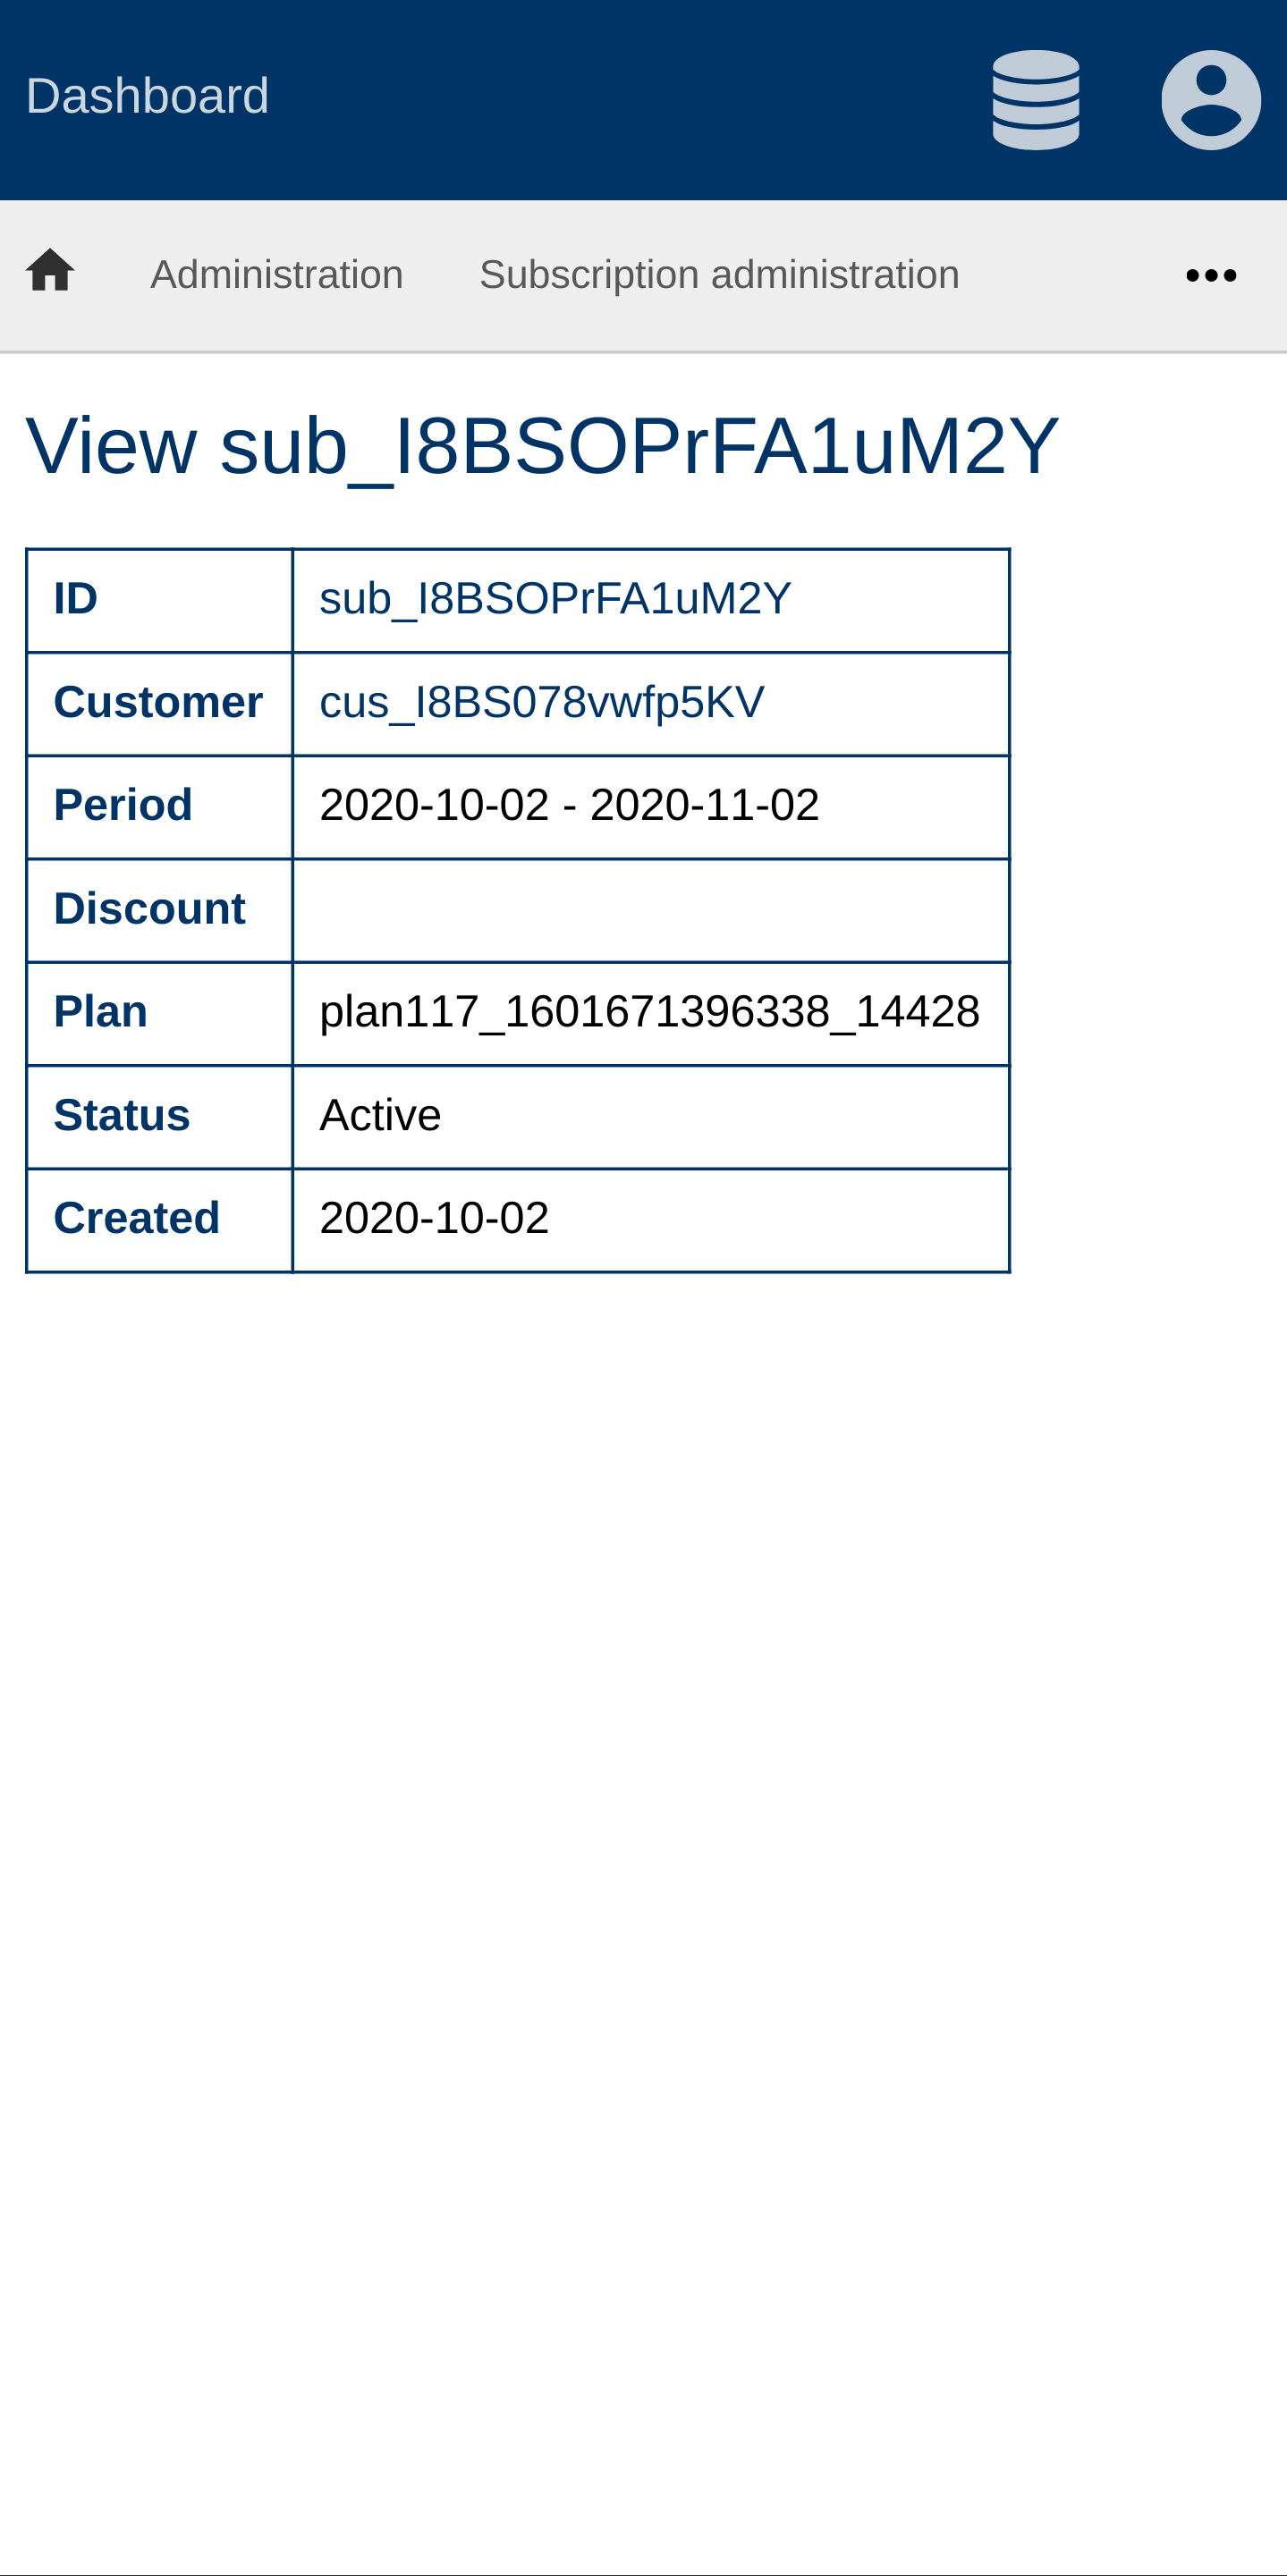 Dashboard
Administration Subscription administration
View sub_I8BSOPrFA1uM2Y
ID sub_I8BSOPrFA1uM2Y
Customer cus_I8BS078vwfp5KV
Period 2020-10-02 - 2020-11-02
Discount
Plan plan117_1601671396338_14428
Status Active
Created 2020-10-02